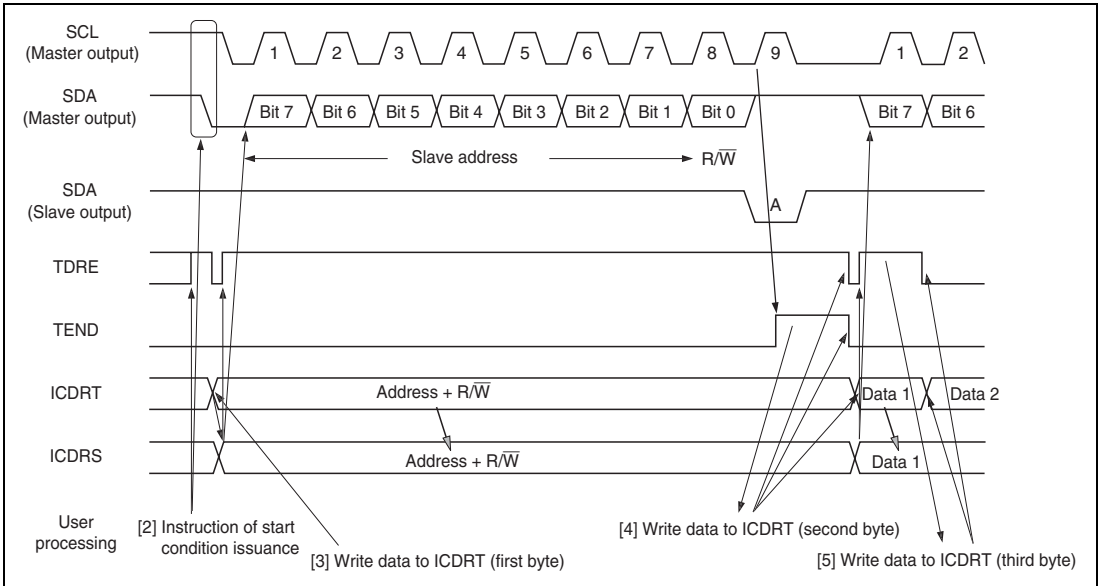 SCL
(Master output)
1 2 3 4 5 6 7 8 9 1 2
SDA
(Master output)
Bit 7 Bit 6 Bit 5 Bit 4 Bit 3 Bit 2 Bit 1 Bit 0 Bit 7 Bit 6
Slave address R/W̅
SDA
(Slave output)
A
TDRE
TEND
ICDRT
Address + R/W̅ Data 1 Data 2
ICDRS
Address + R/W̅ Data 1
User
processing
[2] Instruction of start
condition issuance
[3] Write data to ICDRT (first byte)
[4] Write data to ICDRT (second byte)
[5] Write data to ICDRT (third byte)